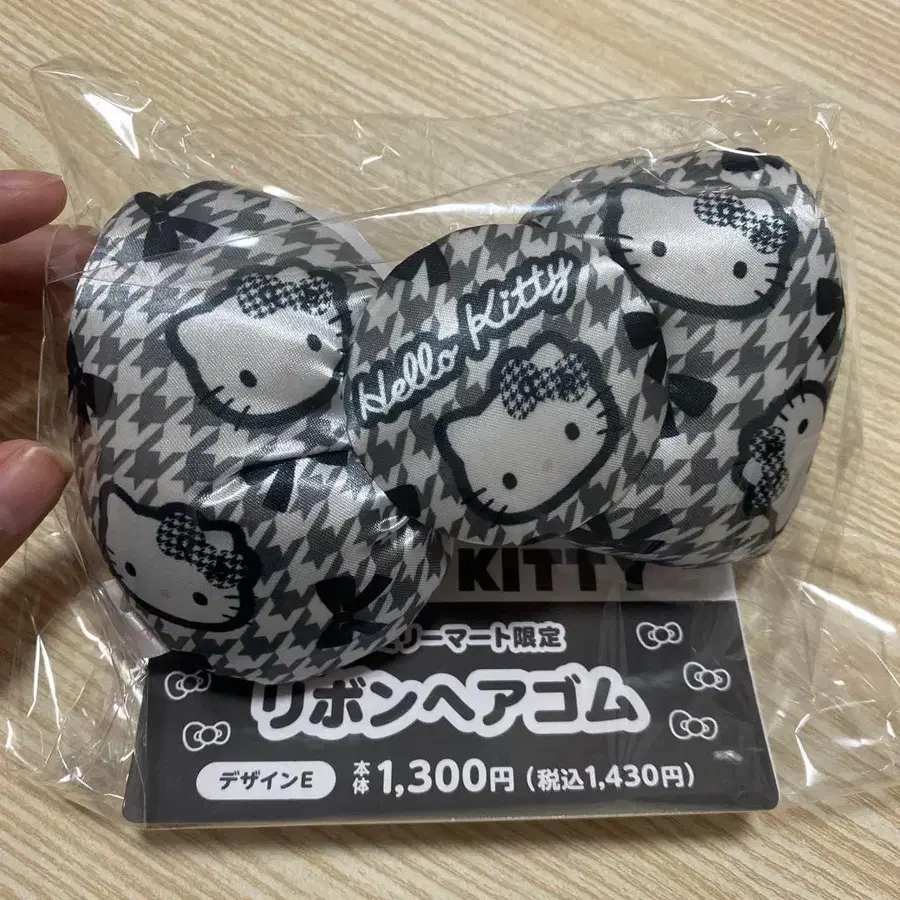 Hello Kitty
KITTY
リーマート限定
リボンヘアゴム
デザインE
本体 1,300円 (税込1,430円)